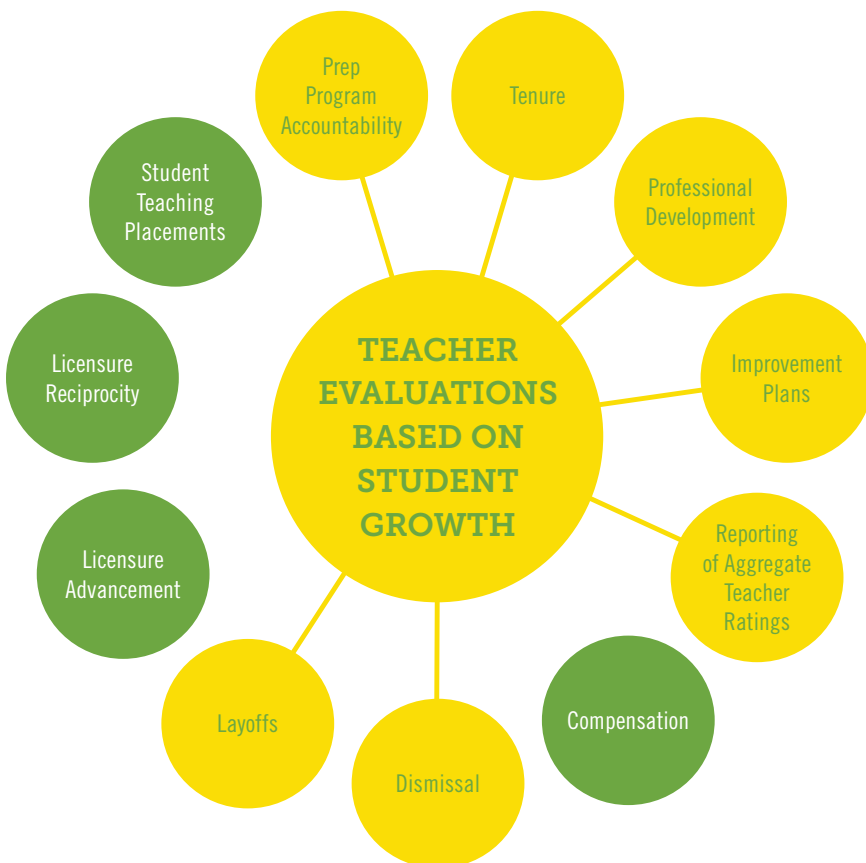 Prep
Program
Accountability
Tenure
Student
Teaching
Placements
Professional
Development
Licensure
Reciprocity
TEACHER
EVALUATIONS
BASED ON
STUDENT
GROWTH
Improvement
Plans
Licensure
Advancement
Reporting
of Aggregate
Teacher
Ratings
Layoffs
Compensation
Dismissal